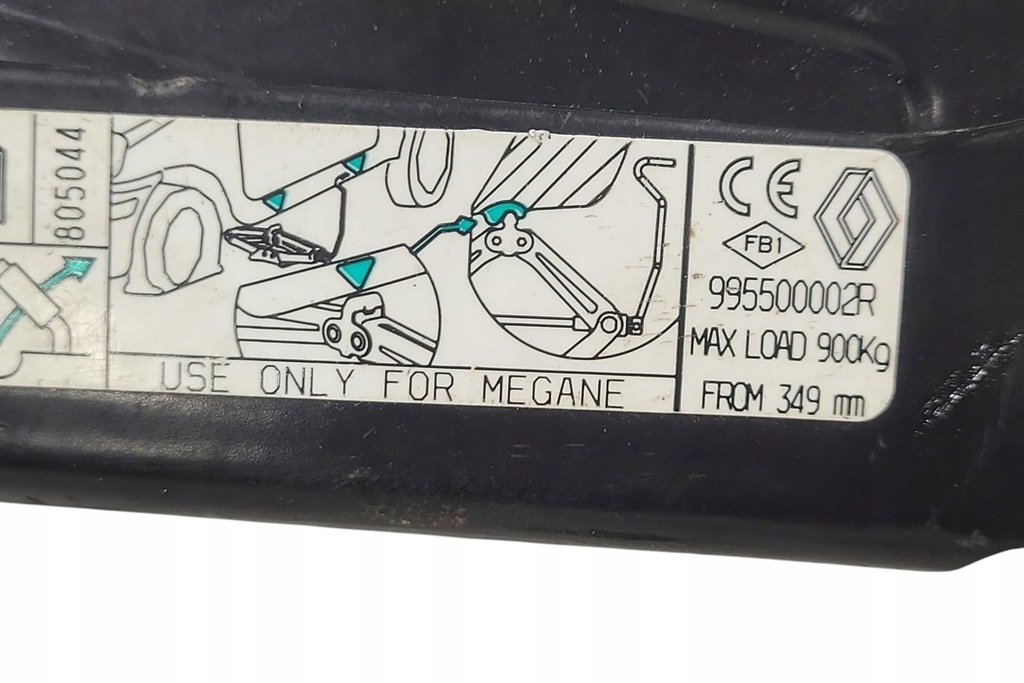 805044
USE ONLY FOR MEGANE
CE
FB1
995500002R
MAX LOAD 900Kg
FROM 349 mm